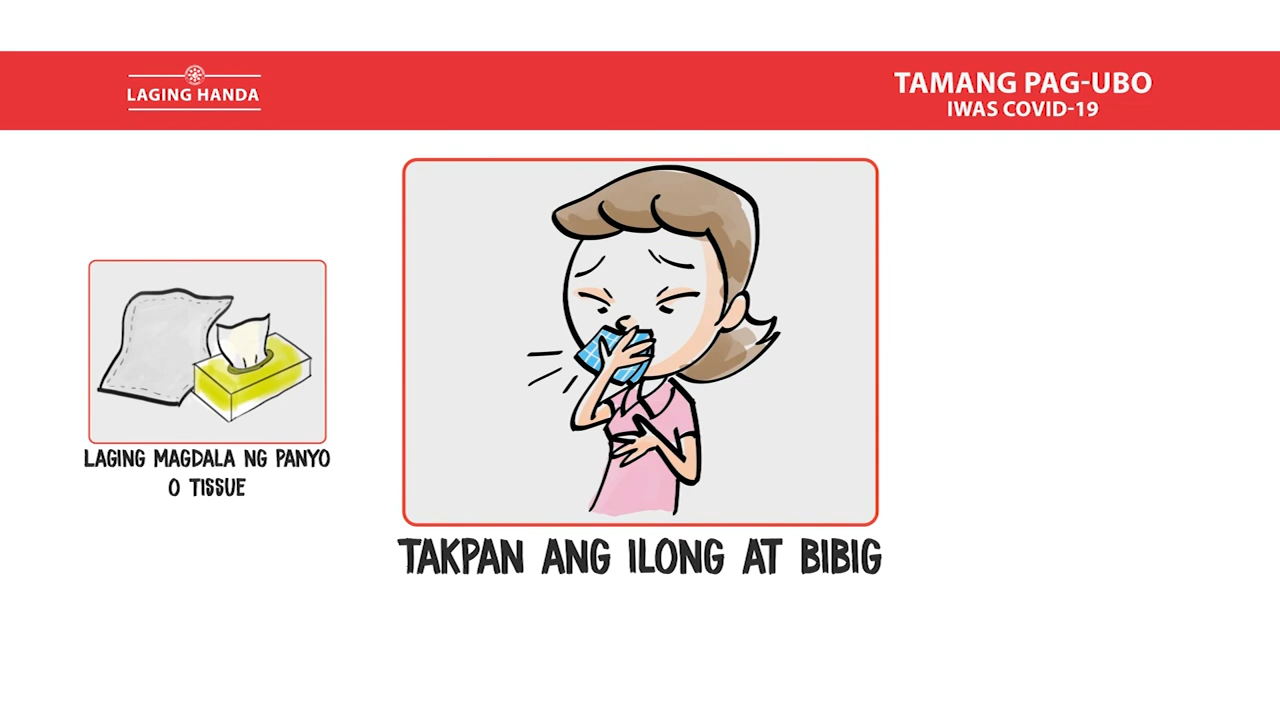 LAGING HANDA
TAMANG PAG-UBO
IWAS COVID-19
LAGING MAGDALA NG PANYO
O TISSUE
TAKPAN ANG ILONG AT BIBIG